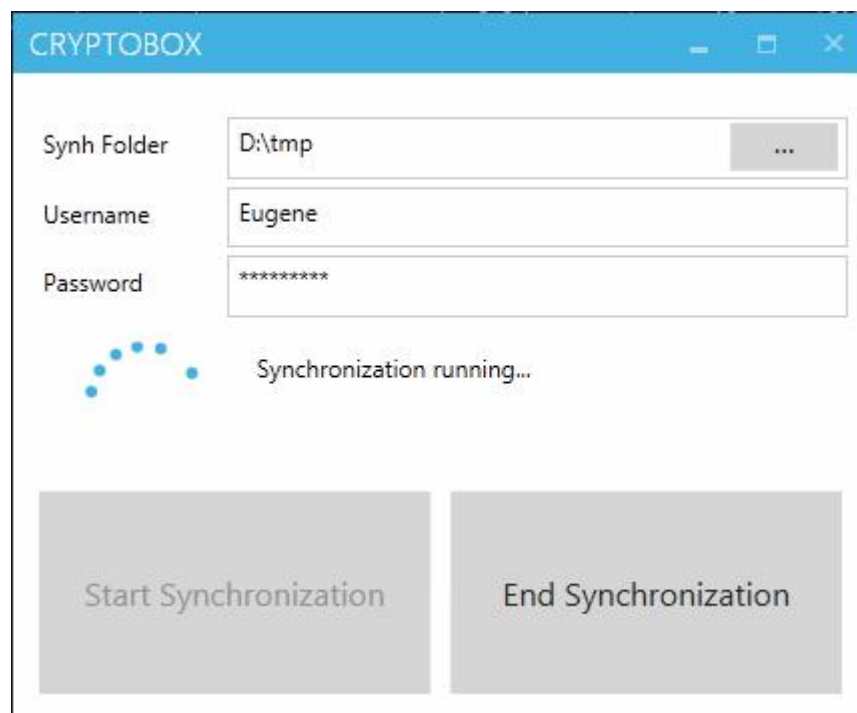 CRYPTOBOX
Synh Folder D:\tmp ...
Username Eugene
Password *********
Synchronization running...
Start Synchronization End Synchronization